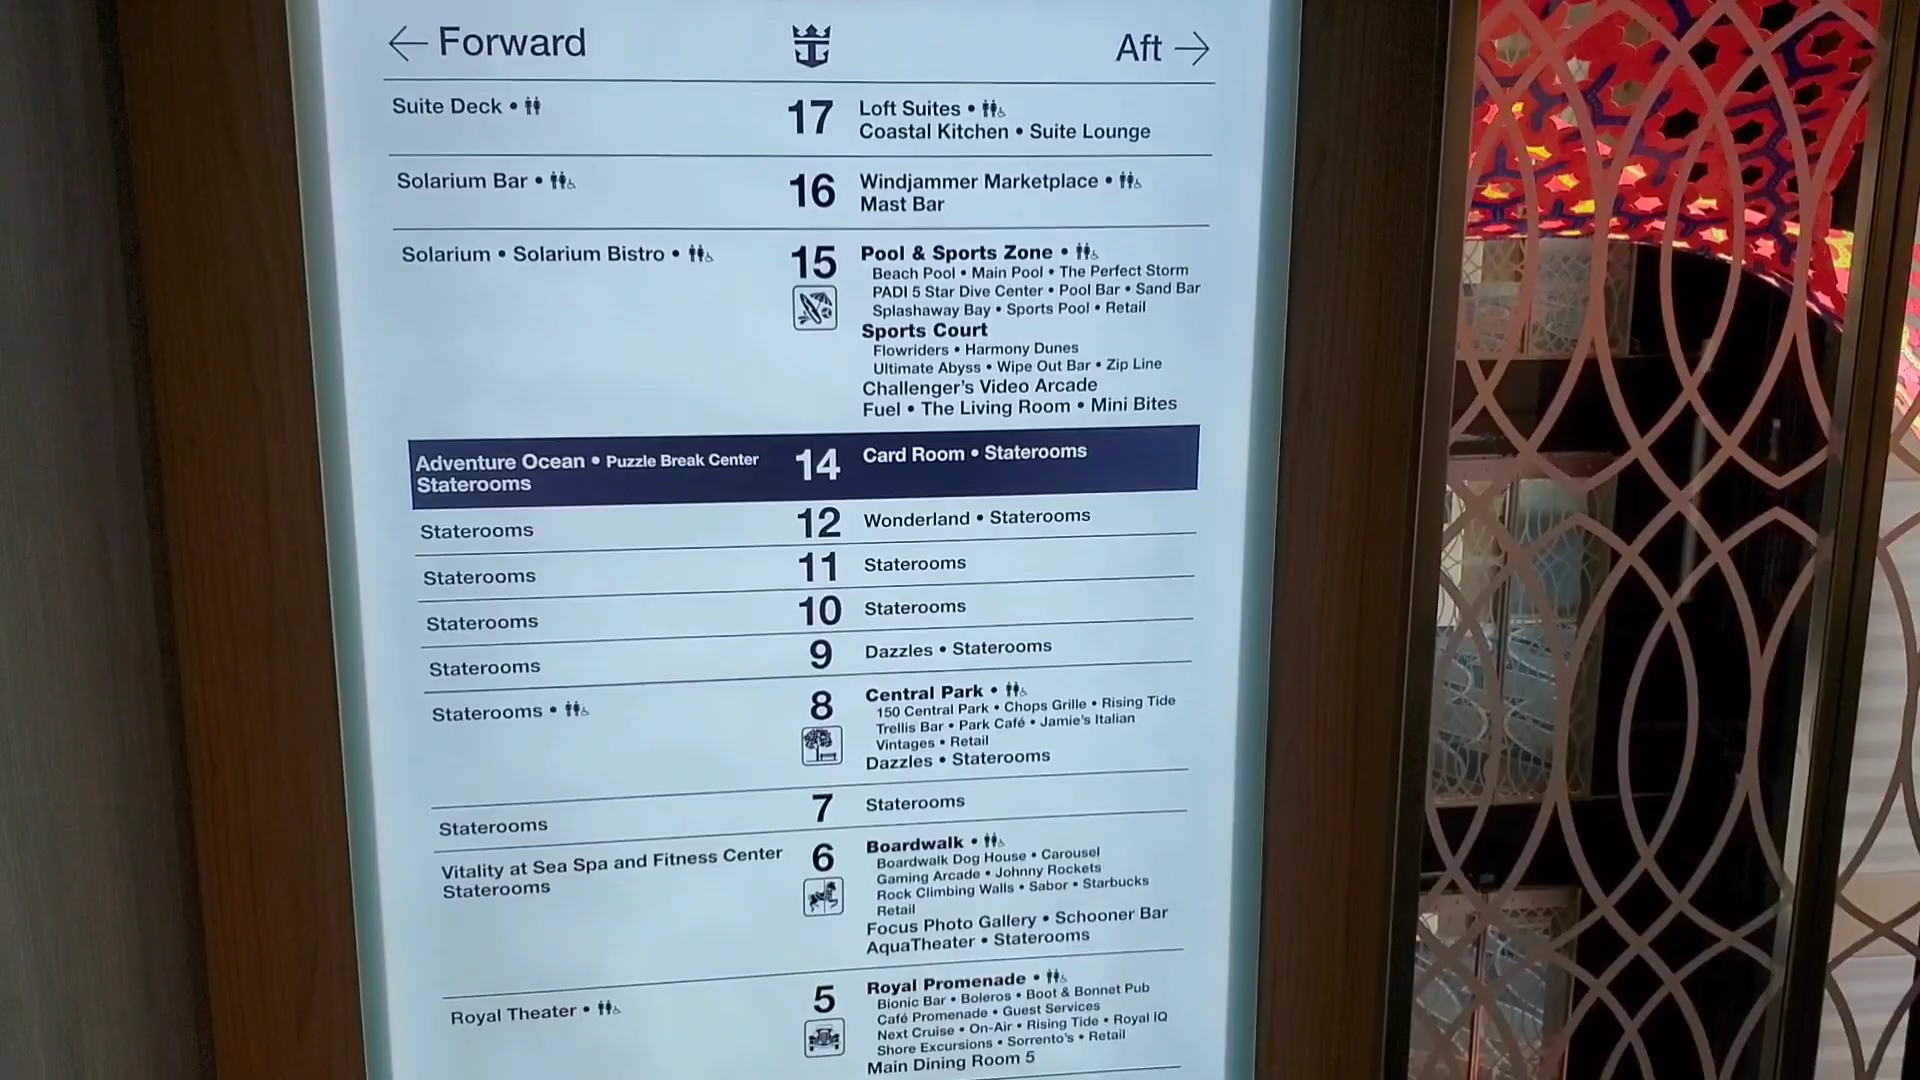 ← Forward
Aft →
Suite Deck •
17
Loft Suites •
Coastal Kitchen • Suite Lounge
Solarium Bar •
16
Windjammer Marketplace •
Mast Bar
Solarium • Solarium Bistro •
15
Pool & Sports Zone •
Beach Pool • Main Pool • The Perfect Storm
PADI 5 Star Dive Center • Pool Bar • Sand Bar
Splashaway Bay • Sports Pool • Retail
Sports Court
Flowriders • Harmony Dunes
Ultimate Abyss • Wipe Out Bar • Zip Line
Challenger's Video Arcade
Fuel • The Living Room • Mini Bites
Adventure Ocean • Puzzle Break Center
Staterooms
14
Card Room • Staterooms
Staterooms
12
Wonderland • Staterooms
Staterooms
11
Staterooms
Staterooms
10
Staterooms
Staterooms
9
Dazzles • Staterooms
Staterooms •
8
Central Park •
150 Central Park • Chops Grille • Rising Tide
Trellis Bar • Park Café • Jamie's Italian
Vintages • Retail
Dazzles • Staterooms
Staterooms
7
Staterooms
Vitality at Sea Spa and Fitness Center
Staterooms
6
Boardwalk •
Boardwalk Dog House • Carousel
Gaming Arcade • Johnny Rockets
Rock Climbing Walls • Sabor • Starbucks
Retail
Focus Photo Gallery • Schooner Bar
AquaTheater • Staterooms
Royal Theater •
5
Royal Promenade •
Bionic Bar • Boleros • Boot & Bonnet Pub
Café Promenade • Guest Services
Next Cruise • On-Air • Rising Tide • Royal IQ
Shore Excursions • Sorrento's • Retail
Main Dining Room 5